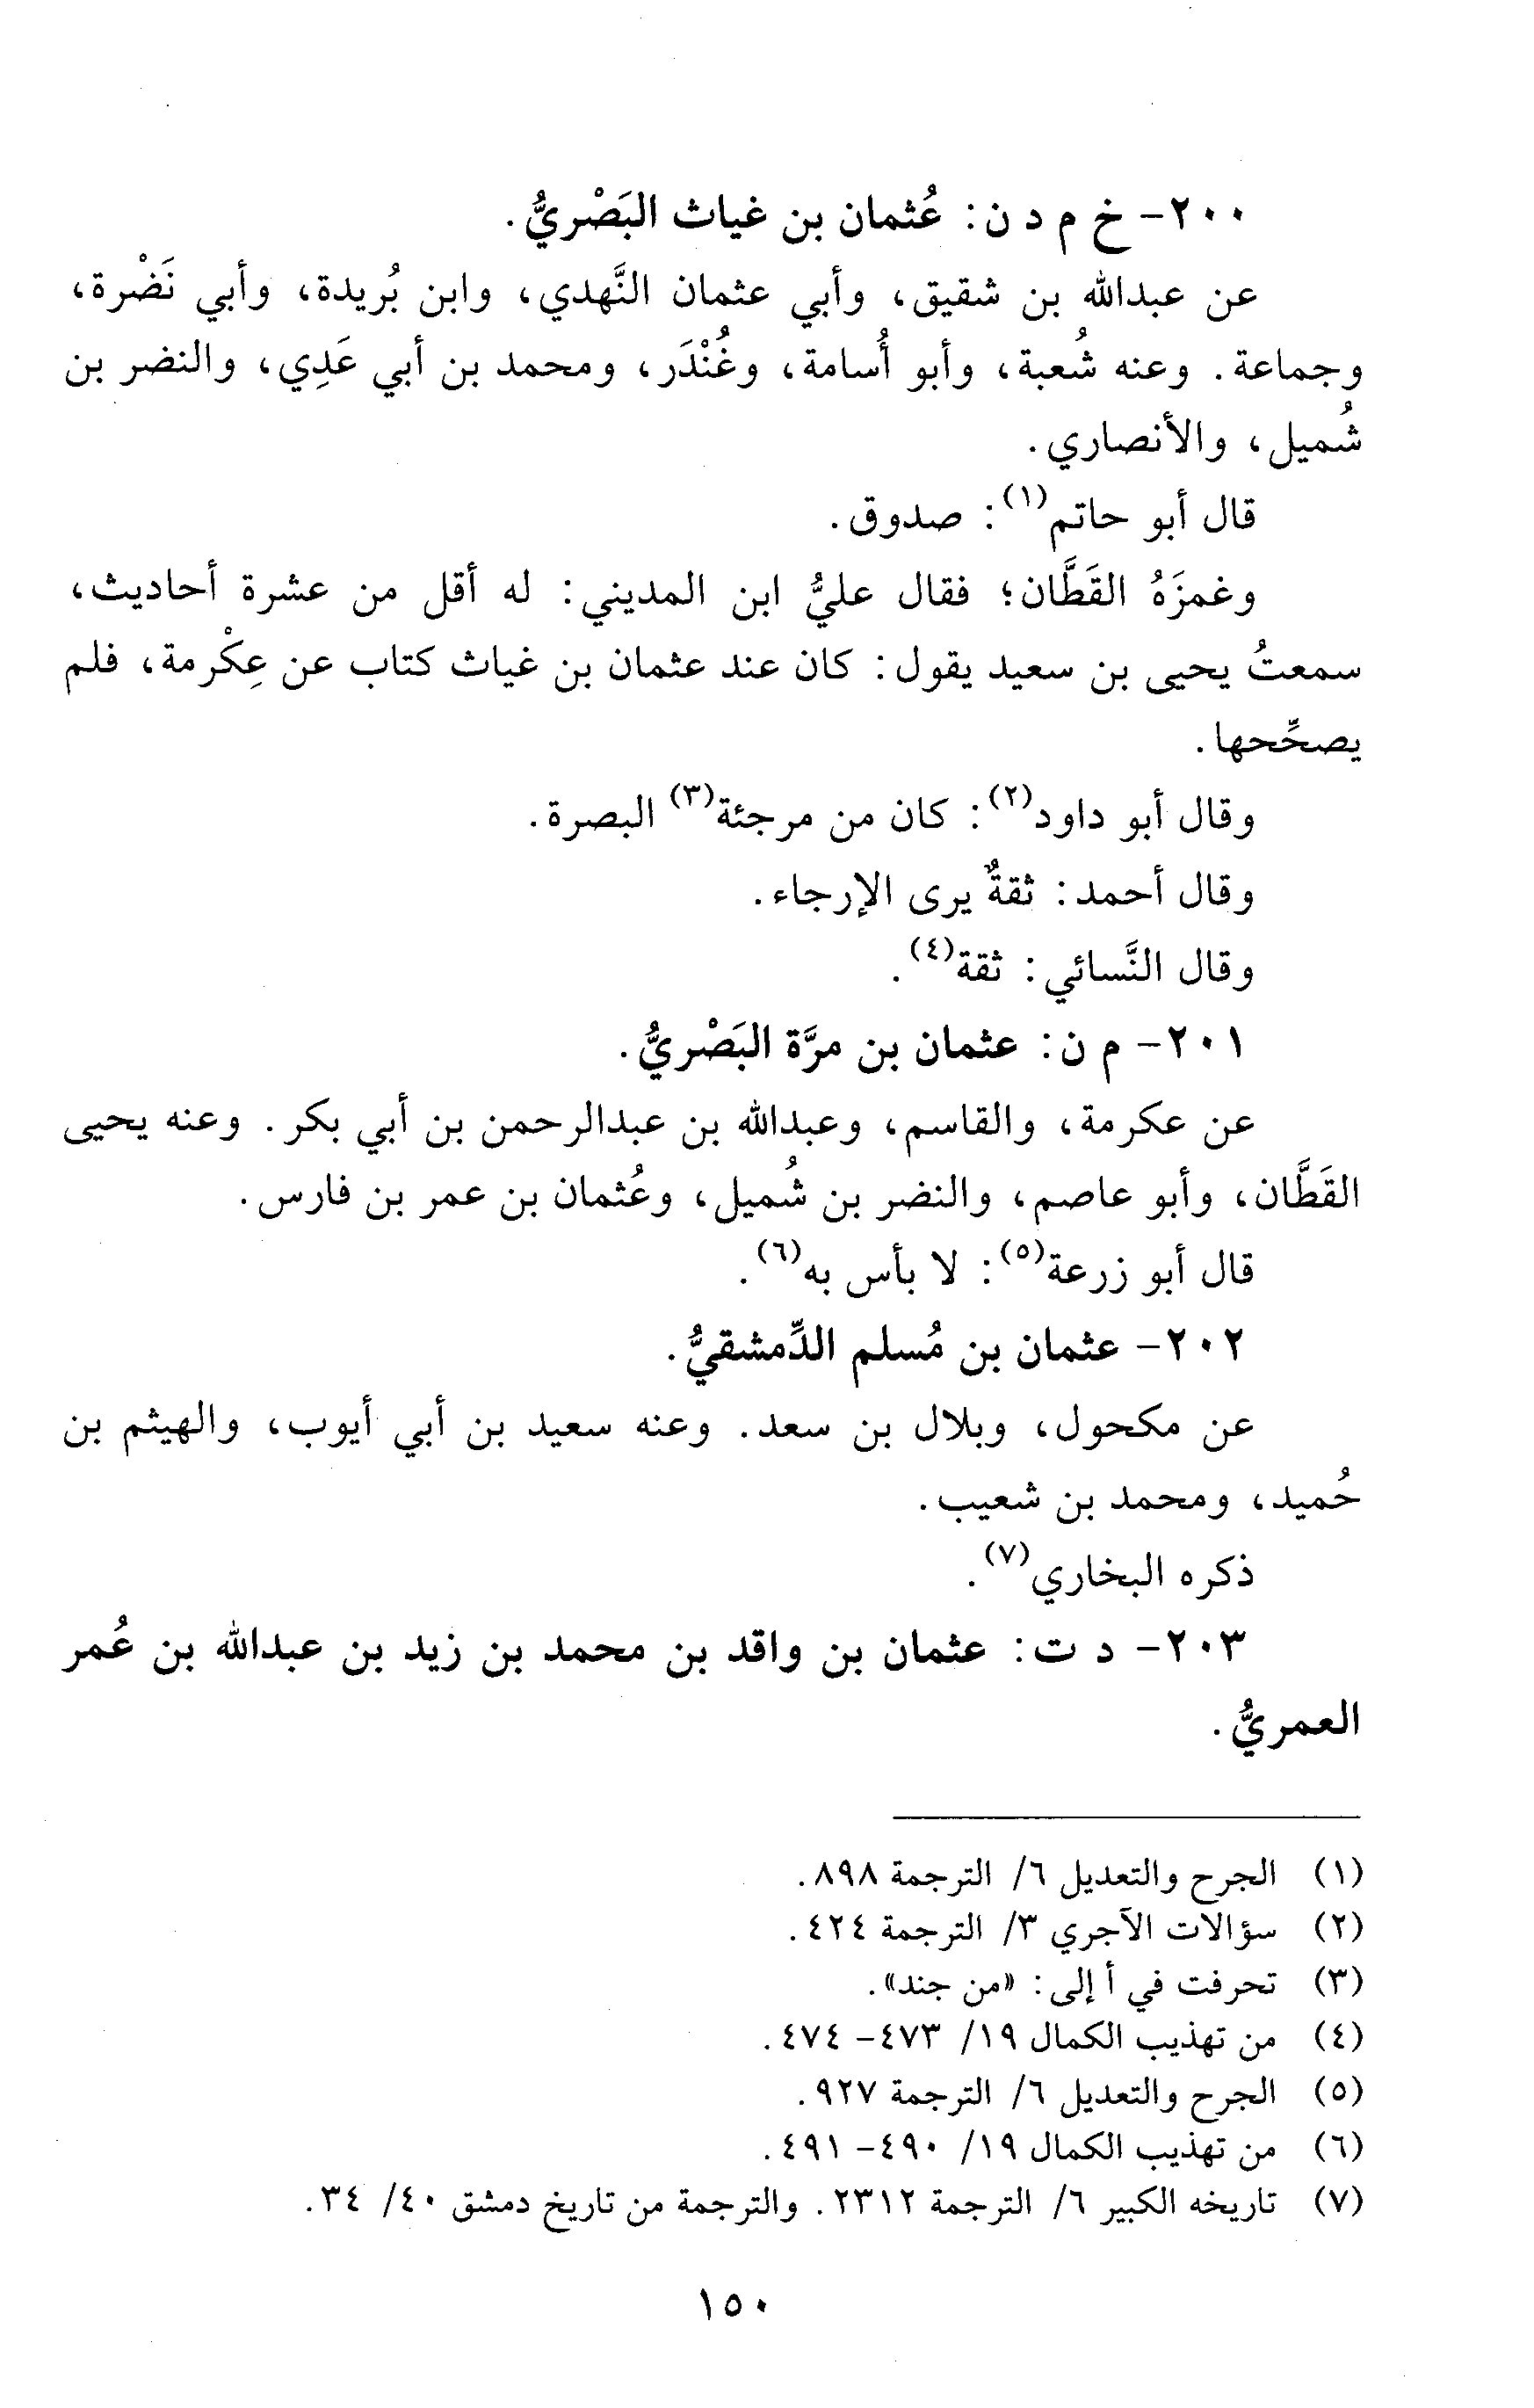 ٢٠٠- خ م د ن: عُثمان بن غياث البَصْريُّ.
عن عبدالله بن شقيق، وأبي عثمان النَّهدي، وابن بُريدة، وأبي نَضْرة،
وجماعة. وعنه شُعبة، وأبو أُسامة، وغُنْدَر، ومحمد بن أبي عَدِي، والنضر بن
شُميل، والأنصاري.
قال أبو حاتم(١): صدوق.
وغمزَهُ القَطَّان؛ فقال عليُّ ابن المديني: له أقل من عشرة أحاديث،
سمعتُ يحيى بن سعيد يقول: كان عند عثمان بن غياث كتاب عن عِكْرمة، فلم
يصحِّحها.
وقال أبو داود(٢): كان من مرجئة(٣) البصرة.
وقال أحمد: ثقةٌ يرى الإرجاء.
وقال النَّسائي: ثقة(٤).
٢٠١- م ن: عثمان بن مرَّة البَصْريُّ.
عن عكرمة، والقاسم، وعبدالله بن عبدالرحمن بن أبي بكر. وعنه يحيى
القَطَّان، وأبو عاصم، والنضر بن شُميل، وعُثمان بن عمر بن فارس.
قال أبو زرعة(٥): لا بأس به(٦).
٢٠٢- عثمان بن مُسلم الدِّمشقيُّ.
عن مكحول، وبلال بن سعد. وعنه سعيد بن أبي أيوب، والهيثم بن
حُميد، ومحمد بن شعيب.
ذكره البخاري(٧).
٢٠٣- د ت: عثمان بن واقد بن محمد بن زيد بن عبدالله بن عُمر
العمريُّ.
(١) الجرح والتعديل ٦/ الترجمة ٨٩٨.
(٢) سؤالات الآجري ٣/ الترجمة ٤٢٤.
(٣) تحرفت في أ إلى: «من جند».
(٤) من تهذيب الكمال ١٩/ ٤٧٣- ٤٧٤.
(٥) الجرح والتعديل ٦/ الترجمة ٩٢٧.
(٦) من تهذيب الكمال ١٩/ ٤٩٠- ٤٩١.
(٧) تاريخه الكبير ٦/ الترجمة ٢٣١٢. والترجمة من تاريخ دمشق ٤٠/ ٣٤.
١٥٠